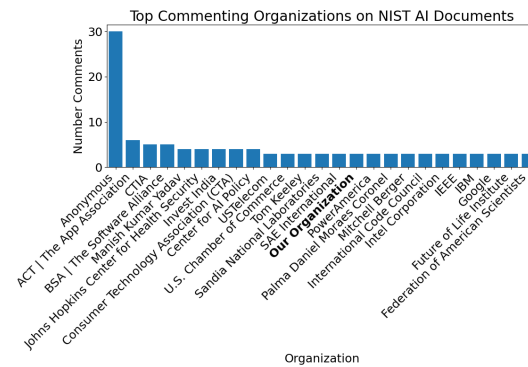 Top Commenting Organizations on NIST AI Documents
Number Comments
30
20
10
0
Anonymous
ACT | The App Association
CTIA
BSA | The Software Alliance
Manish Kumar Yadav
Johns Hopkins Center for Health Security
Invest India
Consumer Technology Association (CTA)
Center for AI Policy
USTelecom
U.S. Chamber of Commerce
Tom Keeley
Sandia National Laboratories
SAE International
Our Organization
PowerAmerica
Palma Daniel Moraes Coronel
Mitchell Berger
International Code Council
Intel Corporation
IEEE
IBM
Google
Future of Life Institute
Federation of American Scientists
Organization